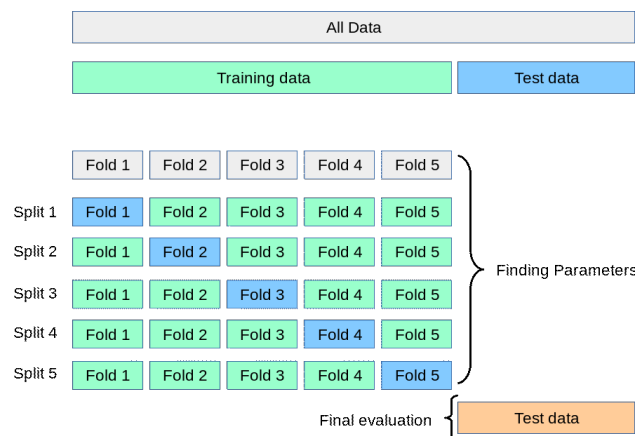 All Data
Training data Test data
Fold 1 Fold 2 Fold 3 Fold 4 Fold 5
Split 1 Fold 1 Fold 2 Fold 3 Fold 4 Fold 5
Split 2 Fold 1 Fold 2 Fold 3 Fold 4 Fold 5
Finding Parameters
Split 3 Fold 1 Fold 2 Fold 3 Fold 4 Fold 5
Split 4 Fold 1 Fold 2 Fold 3 Fold 4 Fold 5
Split 5 Fold 1 Fold 2 Fold 3 Fold 4 Fold 5
Final evaluation Test data